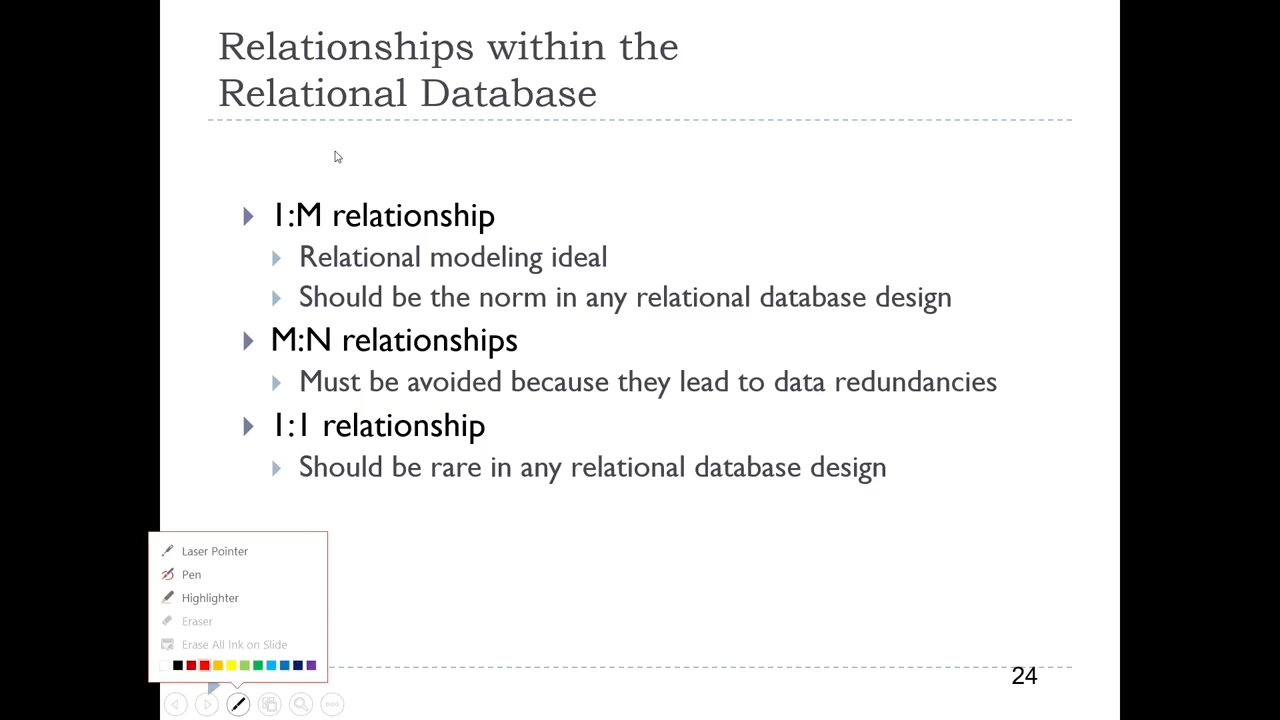 Relationships within the
Relational Database
1:M relationship
Relational modeling ideal
Should be the norm in any relational database design
M:N relationships
Must be avoided because they lead to data redundancies
1:1 relationship
Should be rare in any relational database design
Laser Pointer
Pen
Highlighter
Eraser
Erase All Ink on Slide
24